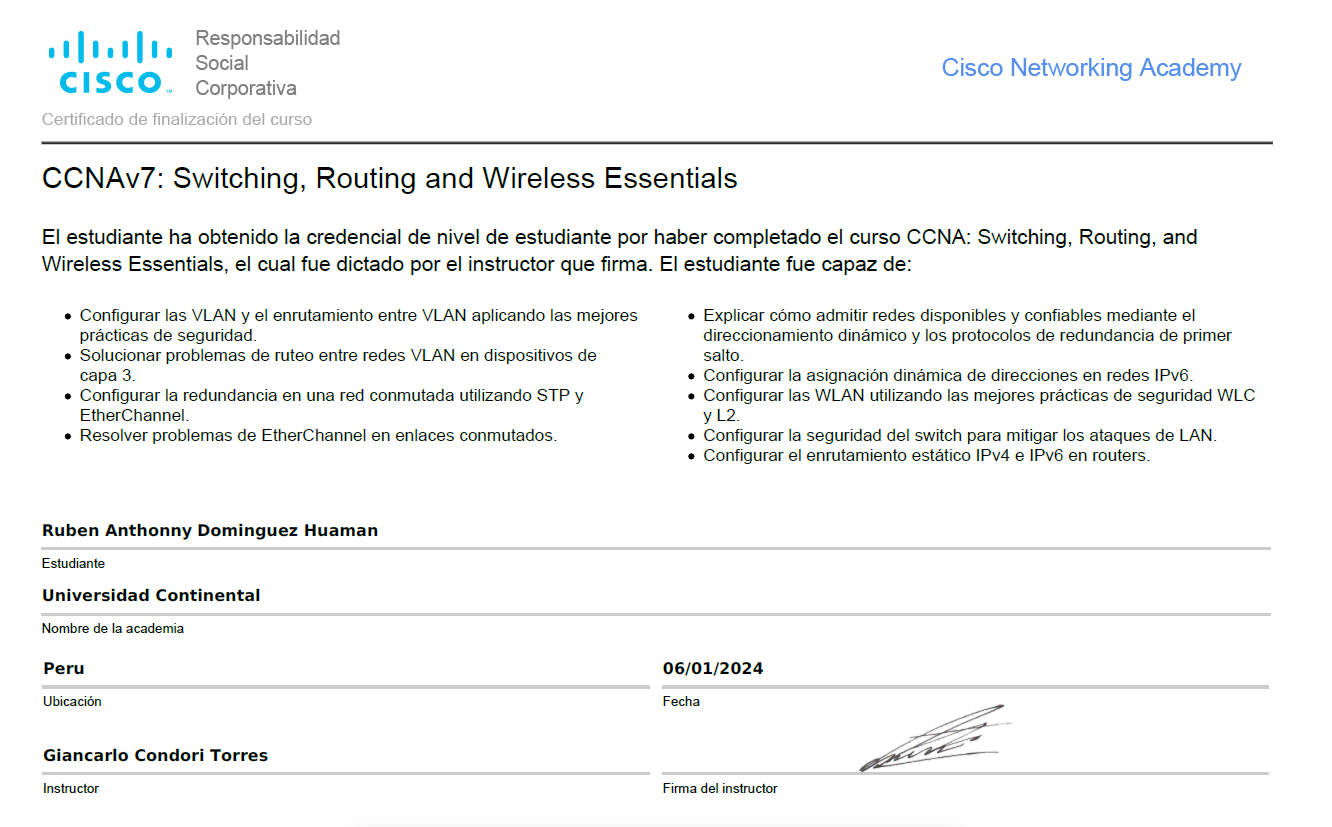 CISCO
Responsabilidad
Social
Corporativa
Cisco Networking Academy
Certificado de finalización del curso
CCNAv7: Switching, Routing and Wireless Essentials
El estudiante ha obtenido la credencial de nivel de estudiante por haber completado el curso CCNA: Switching, Routing, and
Wireless Essentials, el cual fue dictado por el instructor que firma. El estudiante fue capaz de:
• Configurar las VLAN y el enrutamiento entre VLAN aplicando las mejores
prácticas de seguridad.
• Solucionar problemas de ruteo entre redes VLAN en dispositivos de
capa 3.
• Configurar la redundancia en una red conmutada utilizando STP y
EtherChannel.
• Resolver problemas de EtherChannel en enlaces conmutados.
• Explicar cómo admitir redes disponibles y confiables mediante el
direccionamiento dinámico y los protocolos de redundancia de primer
salto.
• Configurar la asignación dinámica de direcciones en redes IPv6.
• Configurar las WLAN utilizando las mejores prácticas de seguridad WLC
y L2.
• Configurar la seguridad del switch para mitigar los ataques de LAN.
• Configurar el enrutamiento estático IPv4 e IPv6 en routers.
Ruben Anthonny Dominguez Huaman
Estudiante
Universidad Continental
Nombre de la academia
Peru
Ubicación
06/01/2024
Fecha
Giancarlo Condori Torres
Instructor
Firma del instructor